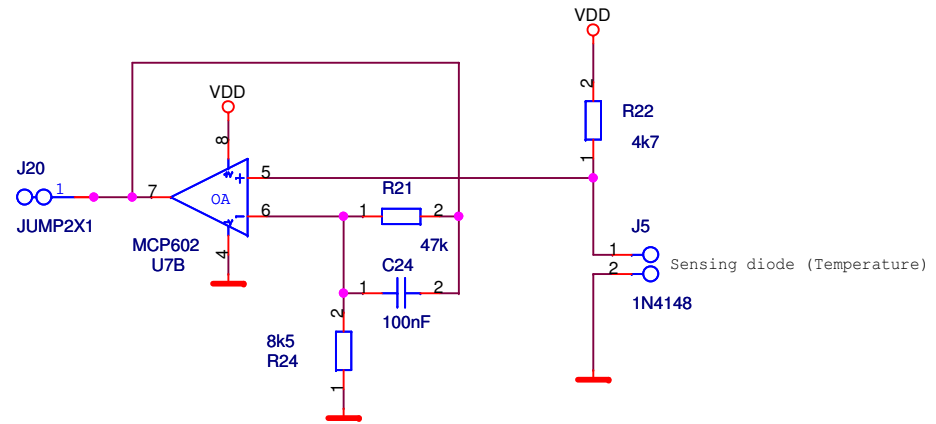 VDD
2
R22
4k7
1
VDD
8
J20
1
7
OA
5
6
JUMP2X1
MCP602
U7B
4
R21
1
2
47k
C24
1
2
100nF
2
8k5
R24
1
J5
1
2
Sensing diode (Temperature)
1N4148